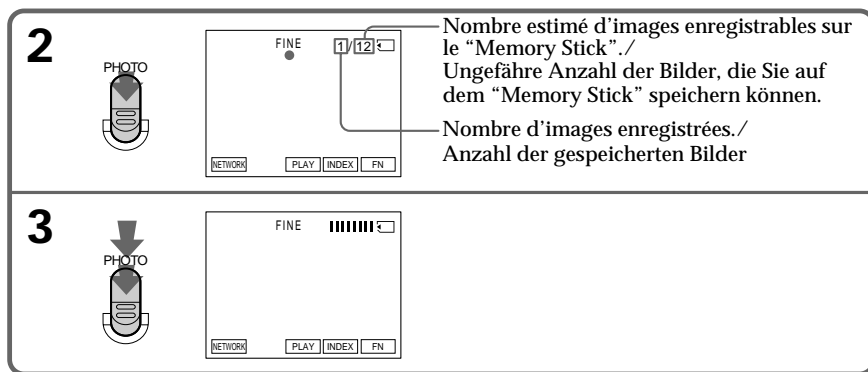 2
PHOTO
FINE 1/12
NETWORK PLAY INDEX FN
Nombre estimé d'images enregistrables sur
le “Memory Stick”./
Ungefähre Anzahl der Bilder, die Sie auf
dem “Memory Stick” speichern können.
Nombre d'images enregistrées./
Anzahl der gespeicherten Bilder
3
PHOTO
FINE
NETWORK PLAY INDEX FN